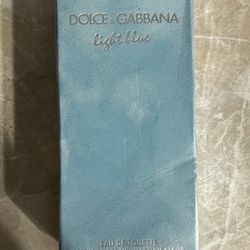 DOLCE & GABBANA
light blue
EAU DE TOILETTE